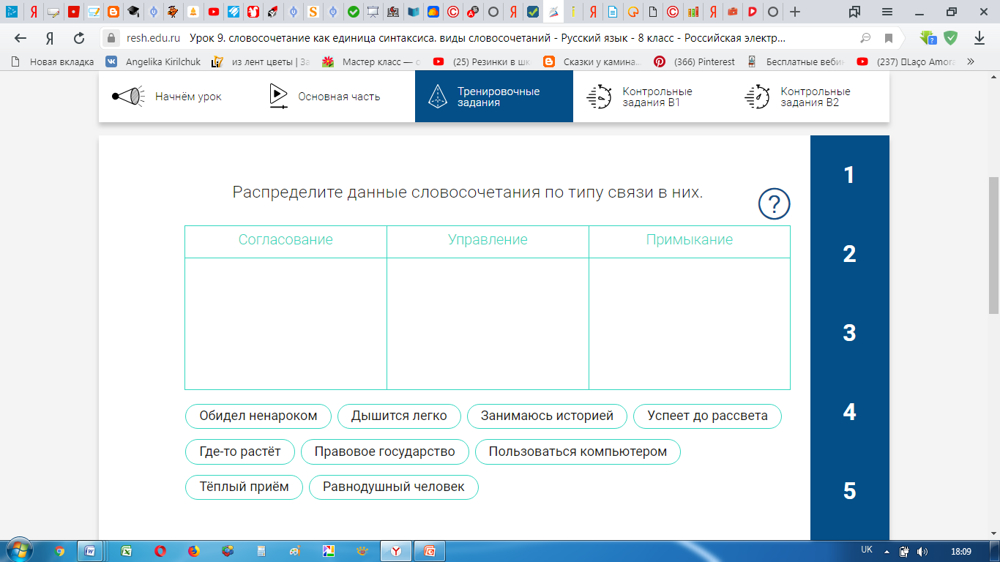 resh.edu.ru Урок 9. словосочетание как единица синтаксиса. виды словосочетаний - Русский язык - 8 класс - Российская электр...
Новая вкладка Angelika Kirilchuk из лент цветы | За Мастер класс — с (25) Резинки в шк Сказки у камина... (366) Pinterest Бесплатные вебин (237) Laço Amora
Начнём урок Основная часть Тренировочные задания Контрольные задания В1 Контрольные задания В2
1
Распределите данные словосочетания по типу связи в них.
?
Согласование Управление Примыкание
2
3
4
Обидел ненароком Дышится легко Занимаюсь историей Успеет до рассвета
Где-то растёт Правовое государство Пользоваться компьютером
Тёплый приём Равнодушный человек
5
UK 18:09